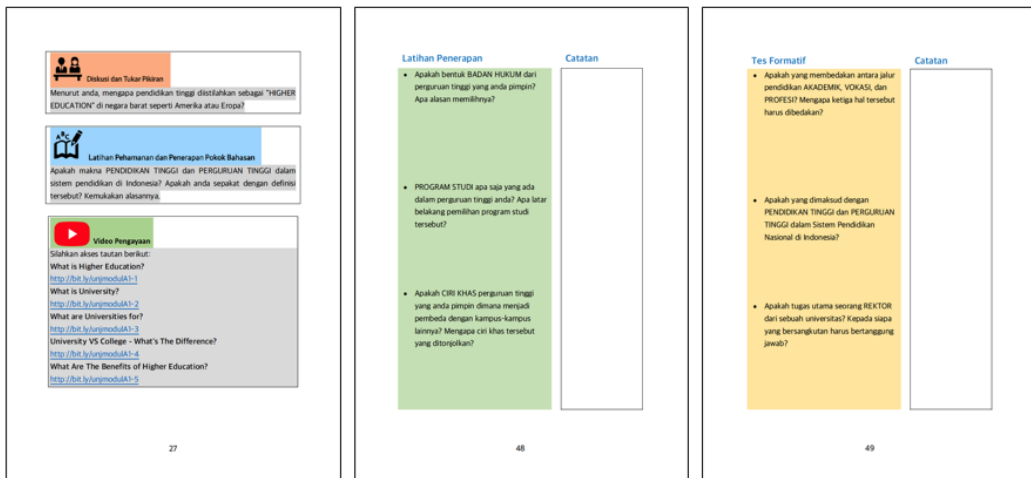 Diskusi dan Tukar Pikiran
Menurut anda, mengapa pendidikan tinggi diistilahkan sebagai "HIGHER
EDUCATION" di negara barat seperti Amerika atau Eropa?
ABC
Latihan Pehamanan dan Penerapan Pokok Bahasan
Apakah makna PENDIDIKAN TINGGI dan PERGURUAN TINGGI dalam
sistem pendidikan di Indonesia? Apakah anda sepakat dengan definisi
tersebut? Kemukakan alasannya.
Video Pengayaan
Silahkan akses tautan berikut:
What is Higher Education?
http://bit.ly/unjmodulA1-1
What is University?
http://bit.ly/unjmodulA1-2
What are Universities for?
http://bit.ly/unjmodulA1-3
University VS College - What's The Difference?
http://bit.ly/unjmodulA1-4
What Are The Benefits of Higher Education?
http://bit.ly/unjmodulA1-5
27
Latihan Penerapan
Catatan
• Apakah bentuk BADAN HUKUM dari
perguruan tinggi yang anda pimpin?
Apa alasan memilihnya?
• PROGRAM STUDI apa saja yang ada
dalam perguruan tinggi anda? Apa latar
belakang pemilihan program studi
tersebut?
• Apakah CIRI KHAS perguruan tinggi
yang anda pimpin dimana menjadi
pembeda dengan kampus-kampus
lainnya? Mengapa ciri khas tersebut
yang ditonjolkan?
48
Tes Formatif
Catatan
• Apakah yang membedakan antara jalur
pendidikan AKADEMIK, VOKASI, dan
PROFESI? Mengapa ketiga hal tersebut
harus dibedakan?
• Apakah yang dimaksud dengan
PENDIDIKAN TINGGI dan PERGURUAN
TINGGI dalam Sistem Pendidikan
Nasional di Indonesia?
• Apakah tugas utama seorang REKTOR
dari sebuah universitas? Kepada siapa
yang bersangkutan harus bertanggung
jawab?
49